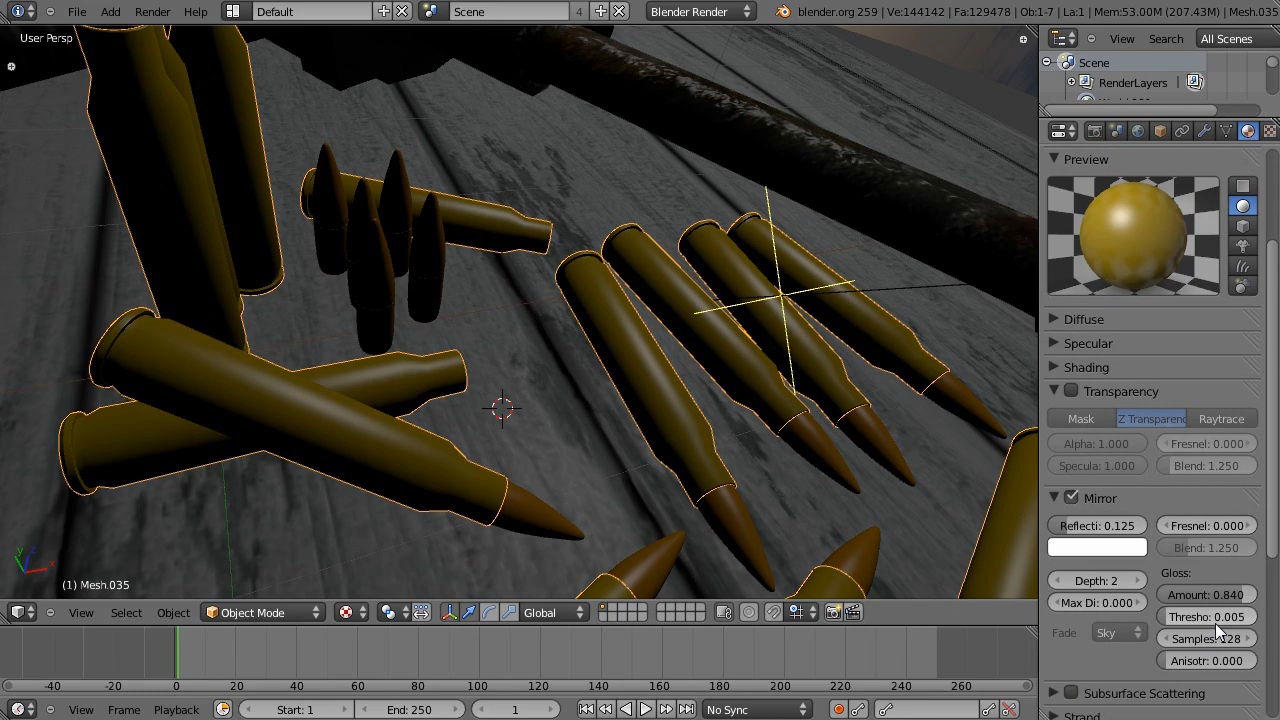 File Add Render Help Default Scene 4 Blender Render blender.org 259 | Ve:144142 | Fa:129478 | Ob:1-7 | La:1 | Mem:53.00M (207.43M) | Mesh.035
User Persp
View Search All Scenes
Scene
RenderLayers
Preview
Diffuse
Specular
Shading
Transparency
Mask Z Transparenc Raytrace
Alpha: 1.000 Fresnel: 0.000
Specula: 1.000 Blend: 1.250
Mirror
Reflecti: 0.125 Fresnel: 0.000
Blend: 1.250
Depth: 2 Gloss:
Max Di: 0.000 Amount: 0.840
Thresho: 0.005
Fade Sky Samples: 128
Anisotr: 0.000
Subsurface Scattering
Strand
(1) Mesh.035
View Select Object Object Mode Global
-40 -20 0 20 40 60 80 100 120 140 160 180 200 220 240 260
View Frame Playback Start: 1 End: 250 1 No Sync